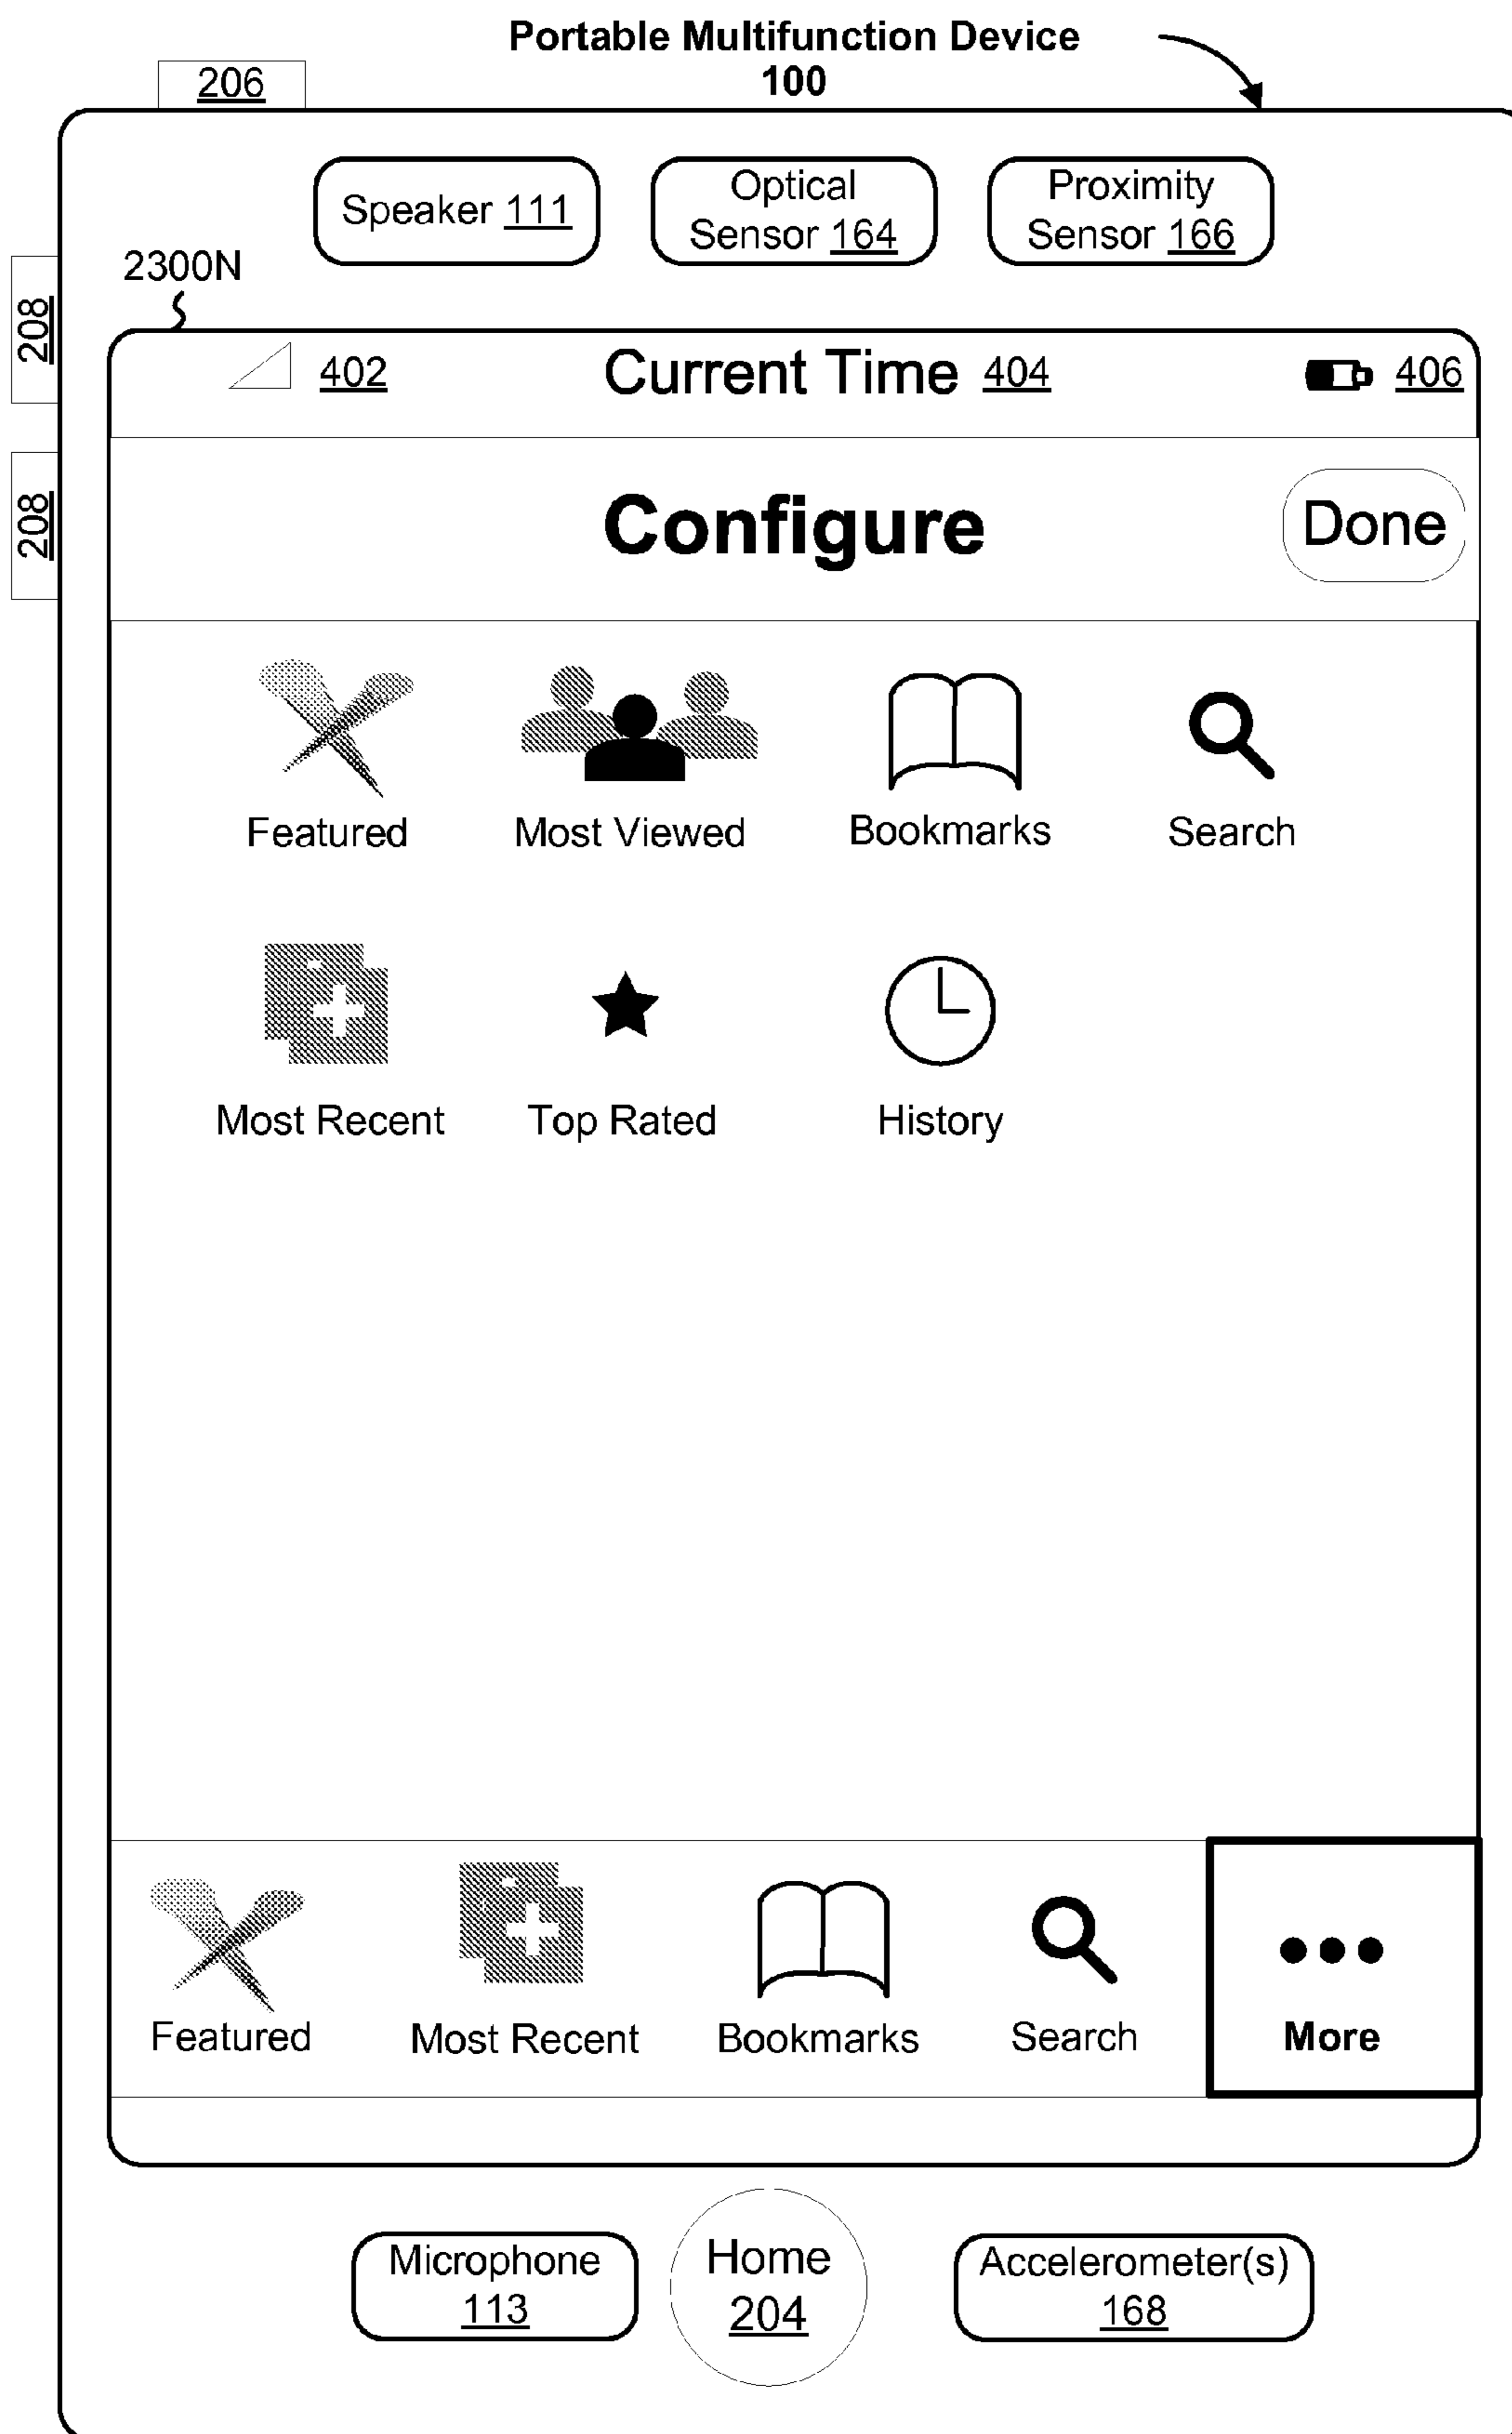 Portable Multifunction Device
100
206
Speaker 111
Optical
Sensor 164
Proximity
Sensor 166
2300N
208
402
Current Time 404
406
208
Configure
Done
Featured
Most Viewed
Bookmarks
Search
Most Recent
Top Rated
History
Featured
Most Recent
Bookmarks
Search
More
Microphone
113
Home
204
Accelerometer(s)
168